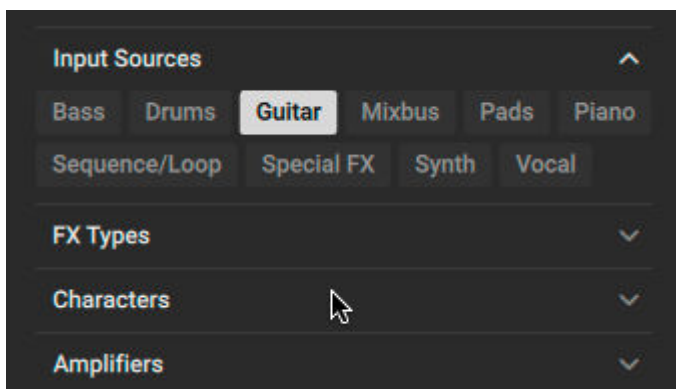 Input Sources
Bass Drums Guitar Mixbus Pads Piano
Sequence/Loop Special FX Synth Vocal
FX Types
Characters
Amplifiers